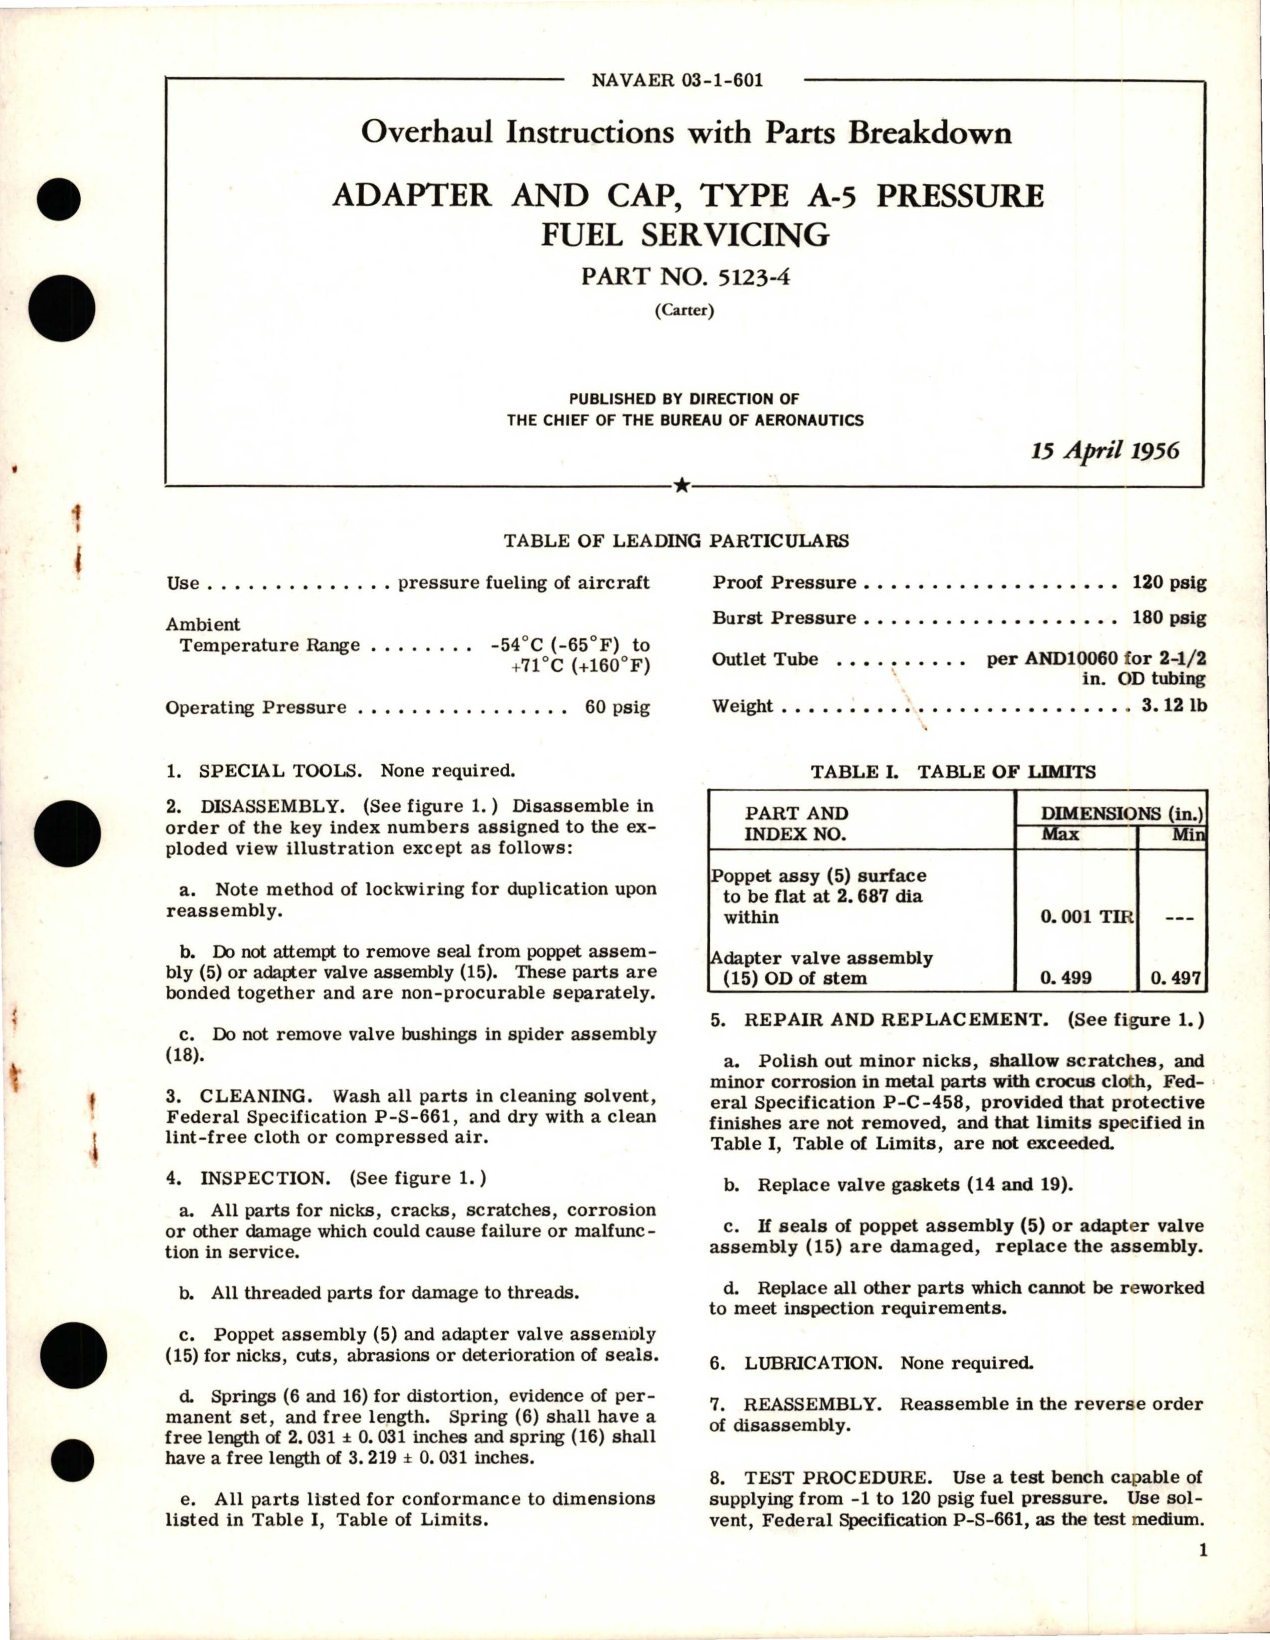 NAVAER 03-1-601
Overhaul Instructions with Parts Breakdown
ADAPTER AND CAP, TYPE A-5 PRESSURE
FUEL SERVICING
PART NO. 5123-4
(Carter)
PUBLISHED BY DIRECTION OF
THE CHIEF OF THE BUREAU OF AERONAUTICS
15 April 1956
TABLE OF LEADING PARTICULARS
Use . . . . . . . . . . . . . . pressure fueling of aircraft
Ambient
Temperature Range . . . . . . . . -54°C (-65°F) to
+71°C (+160°F)
Operating Pressure . . . . . . . . . . . . . . . . 60 psig
Proof Pressure . . . . . . . . . . . . . . . . . . . 120 psig
Burst Pressure . . . . . . . . . . . . . . . . . . . 180 psig
Outlet Tube . . . . . . . . . . per AND10060 for 2-1/2
in. OD tubing
Weight . . . . . . . . . . . . . . . . . . . . . . . . . . 3.12 lb
1. SPECIAL TOOLS. None required.
2. DISASSEMBLY. (See figure 1.) Disassemble in
order of the key index numbers assigned to the ex-
ploded view illustration except as follows:
a. Note method of lockwiring for duplication upon
reassembly.
b. Do not attempt to remove seal from poppet assem-
bly (5) or adapter valve assembly (15). These parts are
bonded together and are non-procurable separately.
c. Do not remove valve bushings in spider assembly
(18).
3. CLEANING. Wash all parts in cleaning solvent,
Federal Specification P-S-661, and dry with a clean
lint-free cloth or compressed air.
4. INSPECTION. (See figure 1.)
a. All parts for nicks, cracks, scratches, corrosion
or other damage which could cause failure or malfunc-
tion in service.
b. All threaded parts for damage to threads.
c. Poppet assembly (5) and adapter valve assembly
(15) for nicks, cuts, abrasions or deterioration of seals.
d. Springs (6 and 16) for distortion, evidence of per-
manent set, and free length. Spring (6) shall have a
free length of 2.031 ± 0.031 inches and spring (16) shall
have a free length of 3.219 ± 0.031 inches.
e. All parts listed for conformance to dimensions
listed in Table I, Table of Limits.
TABLE I. TABLE OF LIMITS
PART AND DIMENSIONS (in.)
INDEX NO. Max Min
Poppet assy (5) surface
to be flat at 2.687 dia
within 0.001 TIR ---
Adapter valve assembly
(15) OD of stem 0.499 0.497
5. REPAIR AND REPLACEMENT. (See figure 1.)
a. Polish out minor nicks, shallow scratches, and
minor corrosion in metal parts with crocus cloth, Fed-
eral Specification P-C-458, provided that protective
finishes are not removed, and that limits specified in
Table I, Table of Limits, are not exceeded.
b. Replace valve gaskets (14 and 19).
c. If seals of poppet assembly (5) or adapter valve
assembly (15) are damaged, replace the assembly.
d. Replace all other parts which cannot be reworked
to meet inspection requirements.
6. LUBRICATION. None required.
7. REASSEMBLY. Reassemble in the reverse order
of disassembly.
8. TEST PROCEDURE. Use a test bench capable of
supplying from -1 to 120 psig fuel pressure. Use sol-
vent, Federal Specification P-S-661, as the test medium.
1